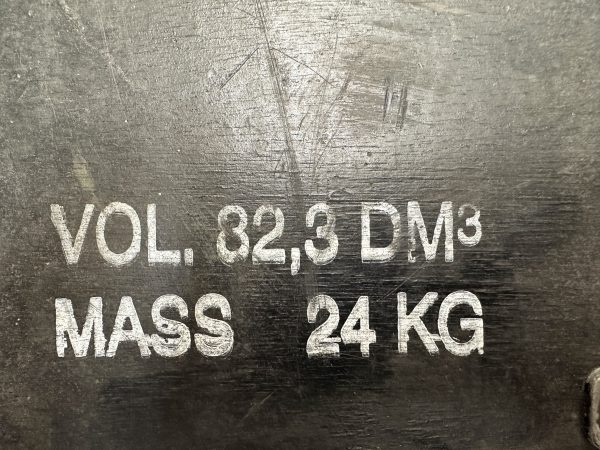 VOL. 82,3 DM³
MASS 24 KG